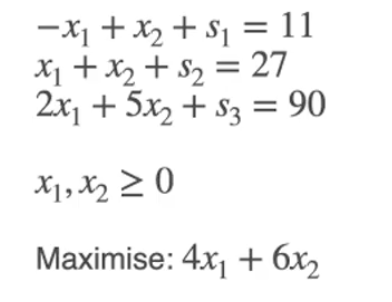 −x₁ + x₂ + s₁ = 11
x₁ + x₂ + s₂ = 27
2x₁ + 5x₂ + s₃ = 90
x₁, x₂ ≥ 0
Maximise: 4x₁ + 6x₂